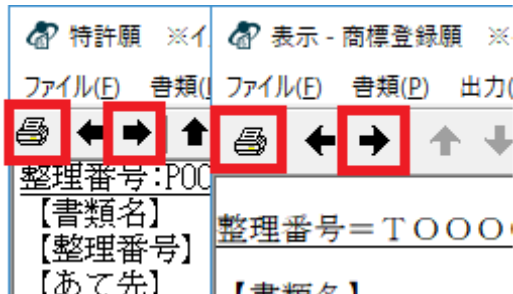 特許願 ※イ
ファイル(F) 書類(
整理番号:P00
【書類名】
【整理番号】
【あて先】
表示 - 商標登録願 ※
ファイル(F) 書類(P) 出力(
整理番号＝ＴＯＯＯ
【書類名】